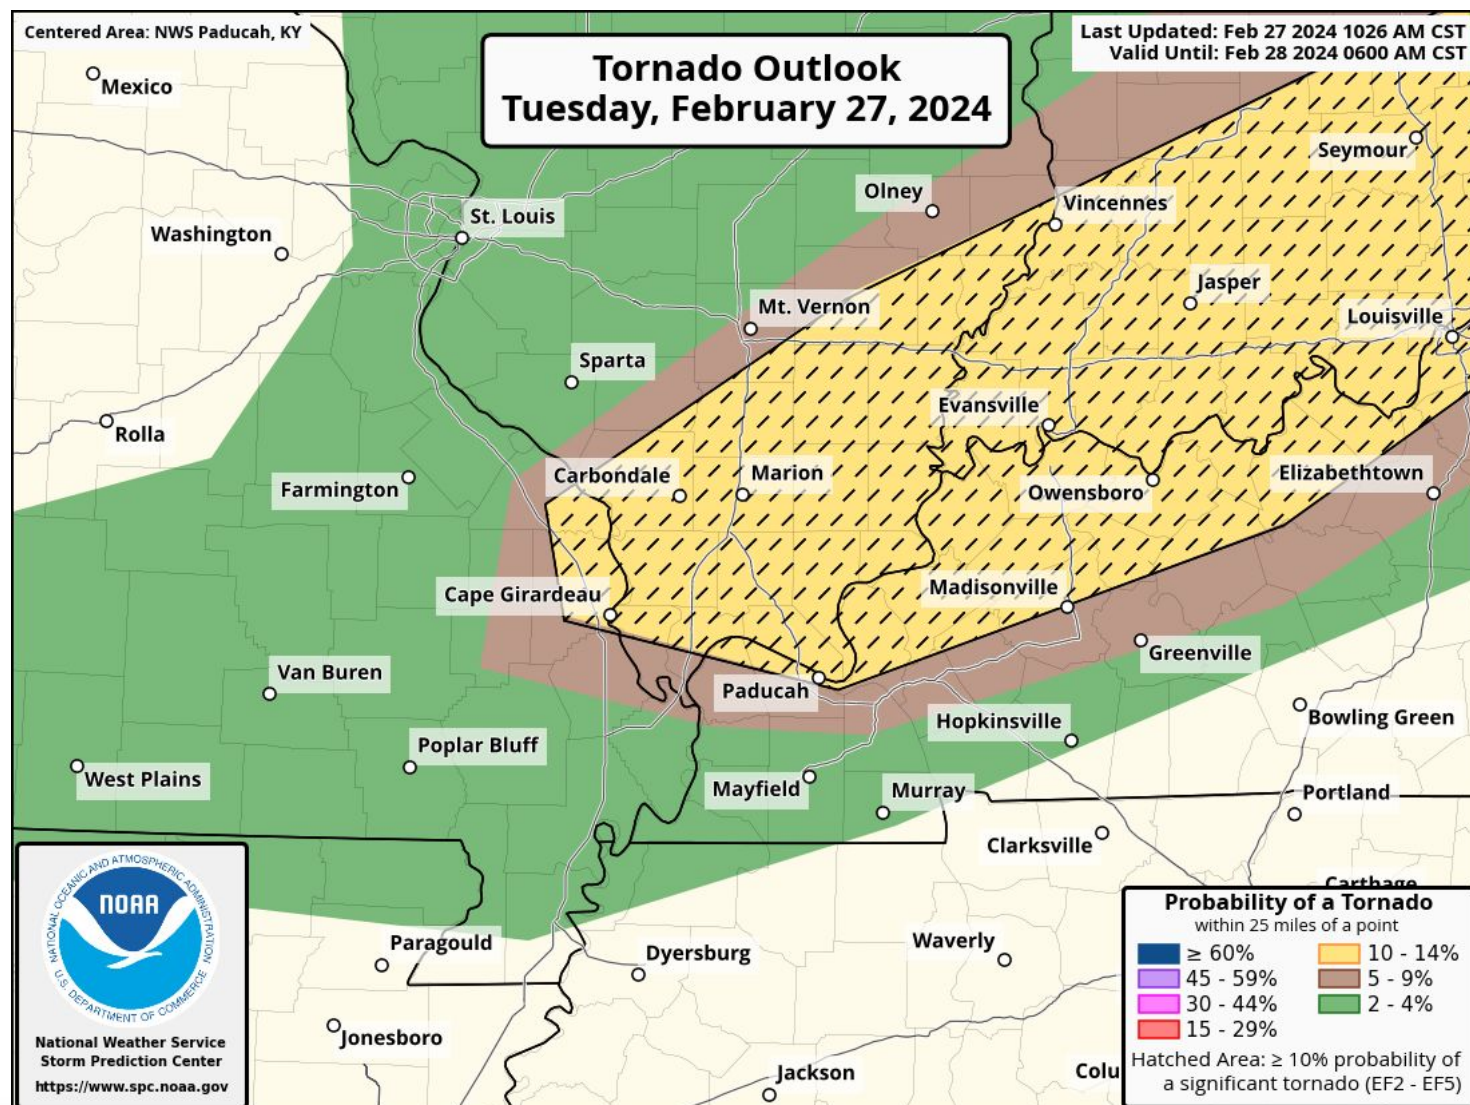 Centered Area: NWS Paducah, KY
Last Updated: Feb 27 2024 1026 AM CST
Valid Until: Feb 28 2024 0600 AM CST
Tornado Outlook
Tuesday, February 27, 2024
Mexico
Seymour
Olney
Vincennes
St. Louis
Washington
Jasper
Mt. Vernon
Louisville
Sparta
Evansville
Rolla
Carbondale
Marion
Elizabethtown
Farmington
Owensboro
Cape Girardeau
Madisonville
Greenville
Van Buren
Paducah
Bowling Green
Hopkinsville
Poplar Bluff
West Plains
Mayfield
Murray
Portland
Clarksville
Carthage
Paragould
Dyersburg
Waverly
Jonesboro
Jackson
Colu
NATIONAL OCEANIC AND ATMOSPHERIC ADMINISTRATION
NOAA
U.S. DEPARTMENT OF COMMERCE
National Weather Service
Storm Prediction Center
https://www.spc.noaa.gov
Probability of a Tornado
within 25 miles of a point
≥ 60%
45 - 59%
30 - 44%
15 - 29%
10 - 14%
5 - 9%
2 - 4%
Hatched Area: ≥ 10% probability of
a significant tornado (EF2 - EF5)